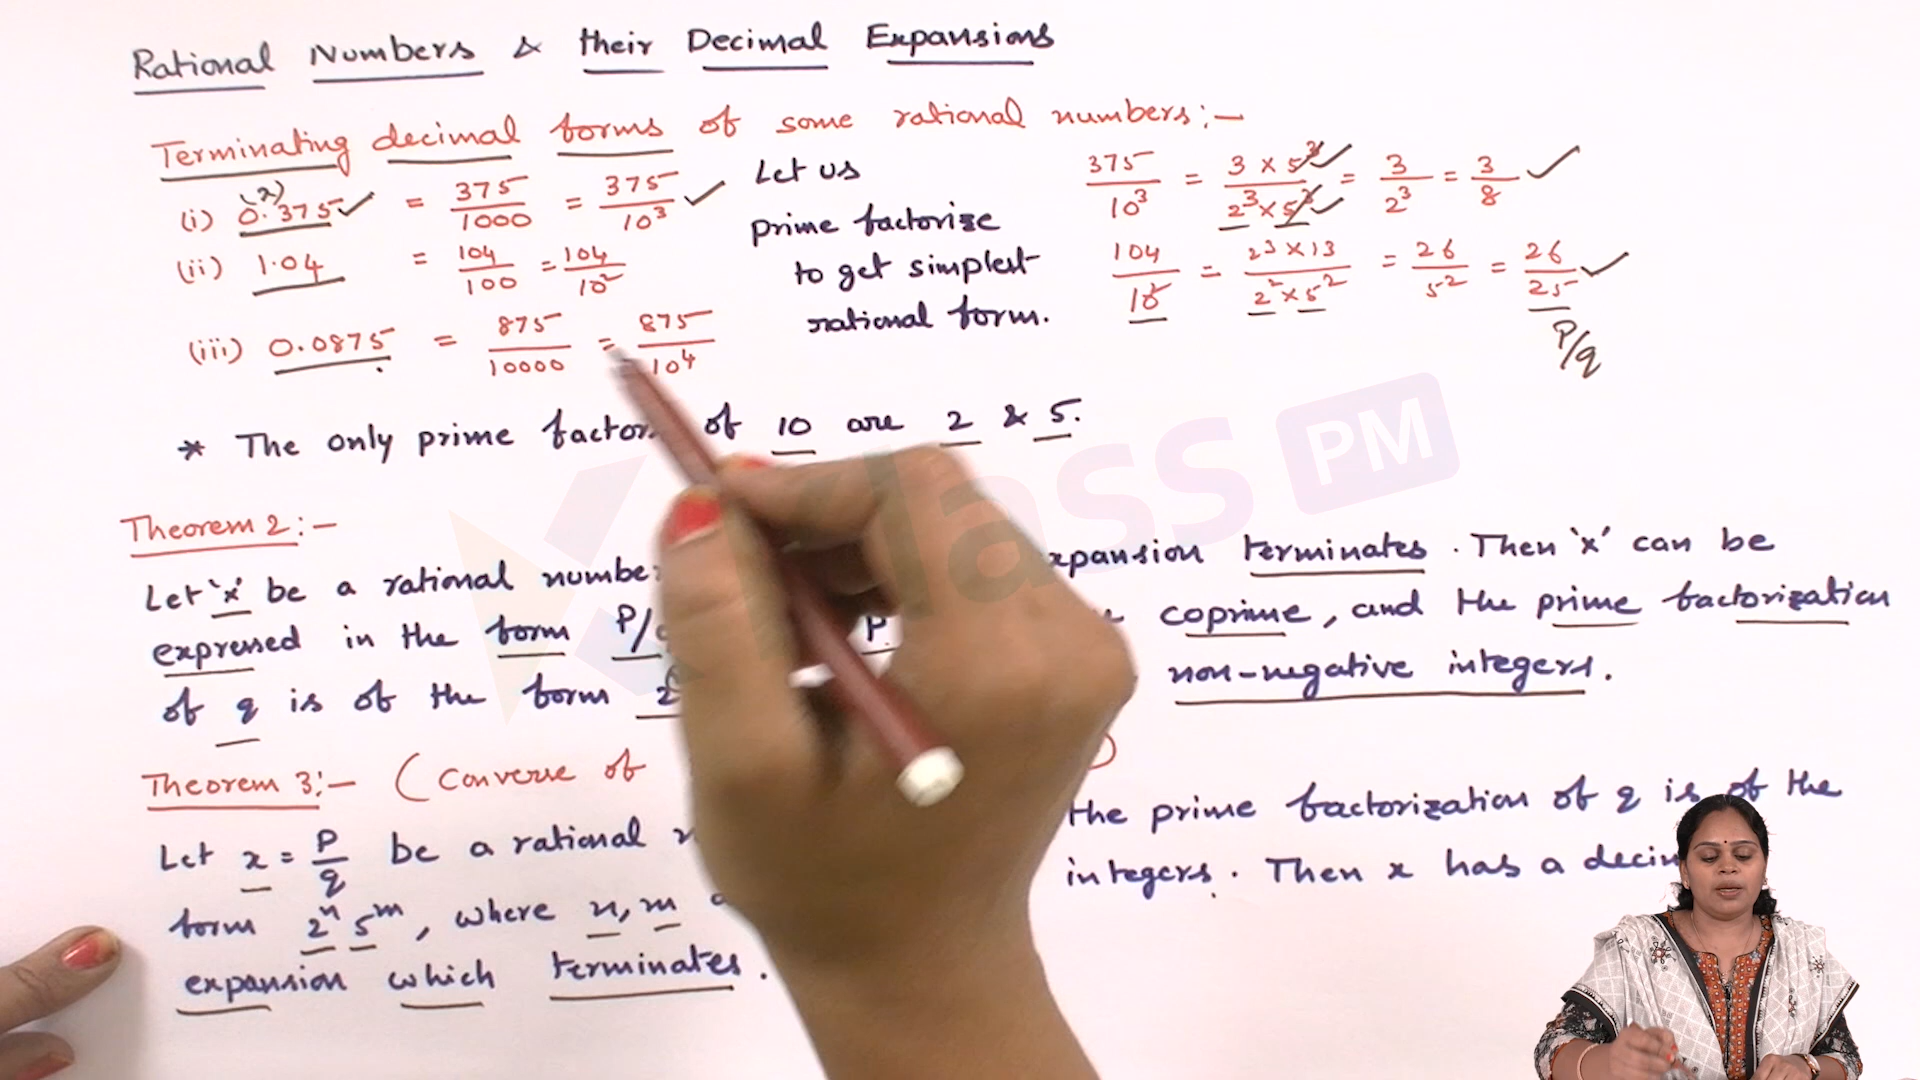 Rational Numbers & their Decimal Expansions
Terminating decimal forms of some rational numbers:-
(x)
(i) 0.375 = 375/1000 = 375/10³
(ii) 1.04 = 104/100 = 104/10²
(iii) 0.0875 = 875/10000 = 875/10⁴
Let us
prime factorize
to get simplest
rational form.
375/10³ = 3 × 5³/2³ × 5³ = 3/2³ = 3/8
104/10² = 2³ × 13/2² × 5² = 26/5² = 26/25
P/q
* The only prime factors of 10 are 2 & 5.
Klass PM
Theorem 2:-
Let 'x' be a rational number expansion terminates. Then 'x' can be
expressed in the form P/q P coprime, and the prime factorization
of q is of the form 2 non-negative integers.
Theorem 3:- (Converse of )
Let x = P/q be a rational the prime factorization of q is of the
form 2ⁿ 5ᵐ, where n, m integers. Then x has a
expansion which terminates.